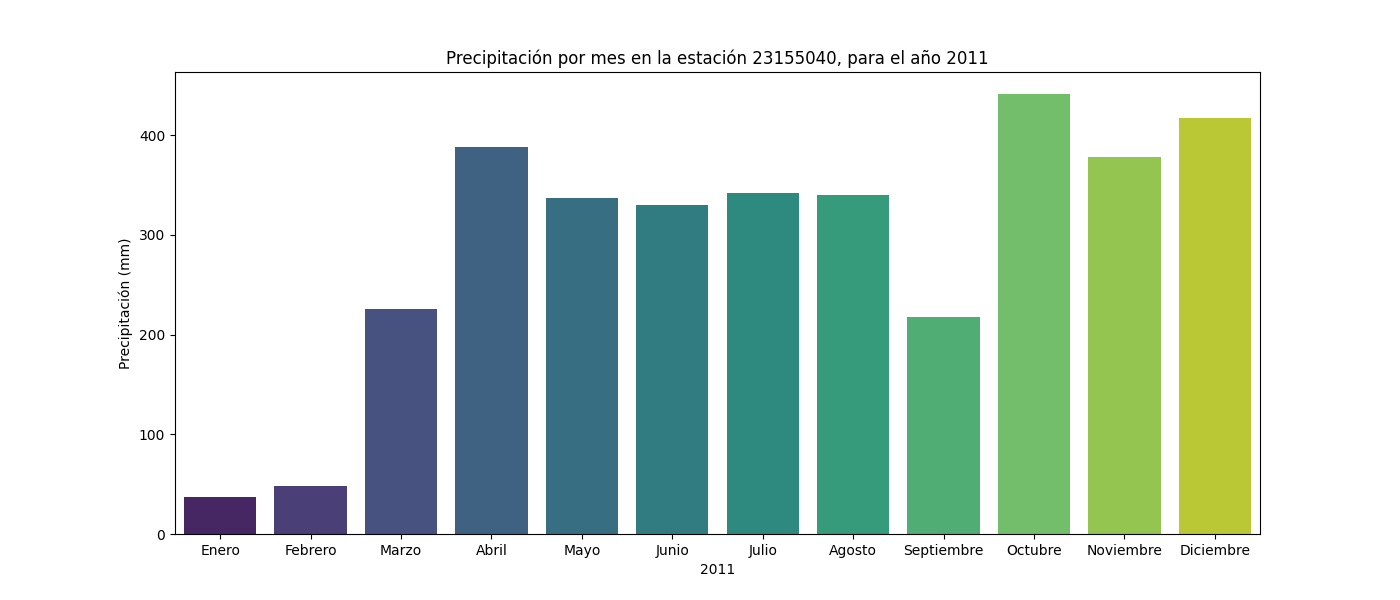 Precipitación por mes en la estación 23155040, para el año 2011
Precipitación (mm)
400
300
200
100
0
Enero Febrero Marzo Abril Mayo Junio Julio Agosto Septiembre Octubre Noviembre Diciembre
2011